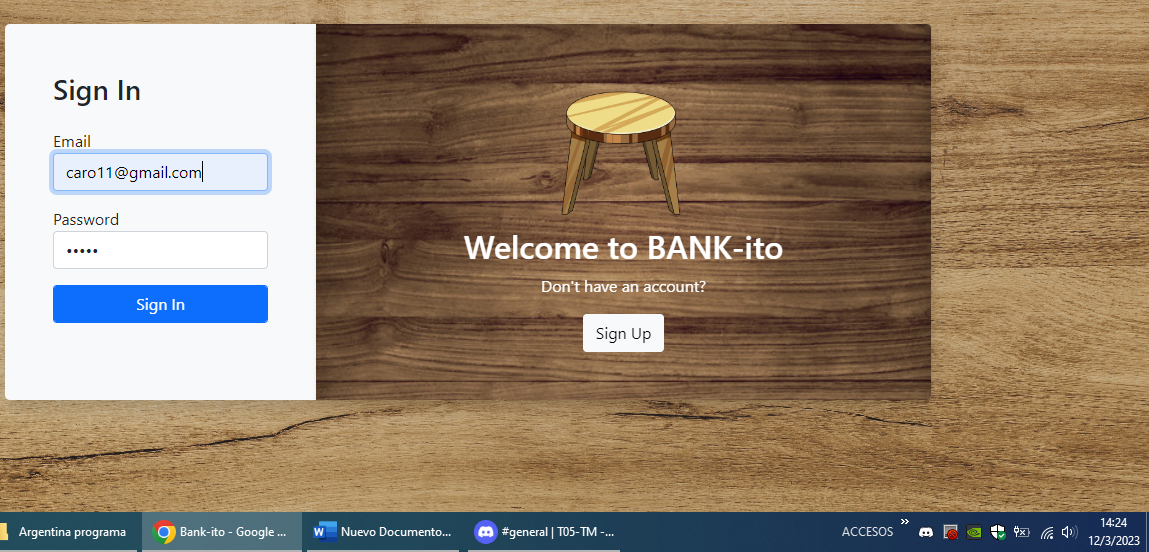 Sign In
Email
caro11@gmail.com
Password
•••••
Sign In
Welcome to BANK-ito
Don't have an account?
Sign Up
Argentina programa
Bank-ito - Google ...
Nuevo Documento...
#general | T05-TM -...
ACCESOS
»
14:24
12/3/2023